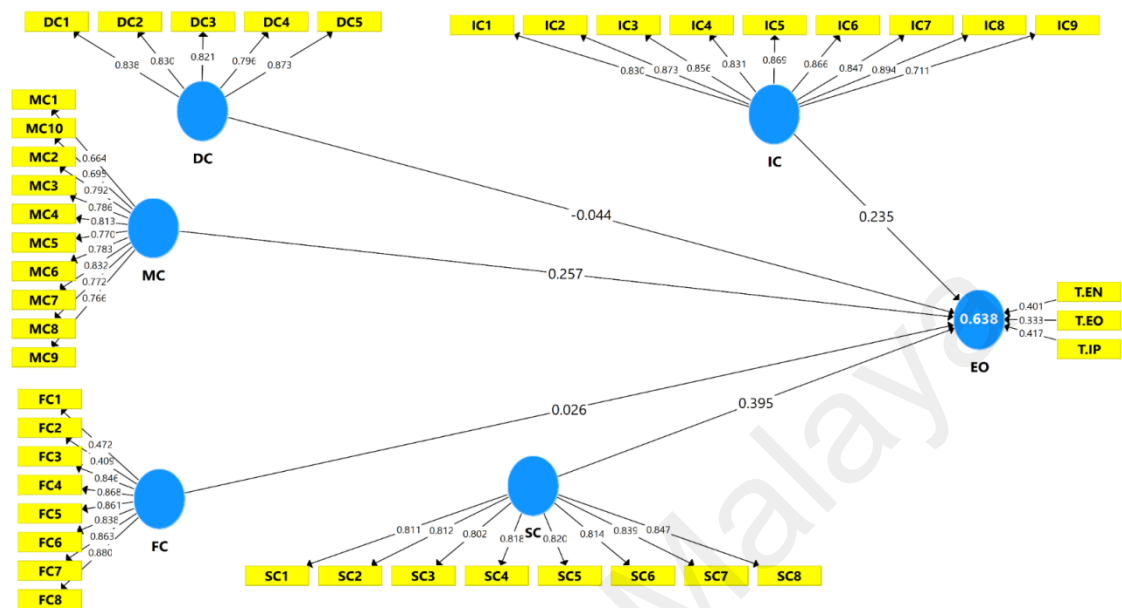 DC1 DC2 DC3 DC4 DC5
IC1 IC2 IC3 IC4 IC5 IC6 IC7 IC8 IC9
0.838 0.830 0.821 0.796 0.873
0.830 0.873 0.856 0.831 0.869 0.866 0.847 0.894 0.711
DC
IC
MC1
MC10
MC2
MC3
MC4
MC5
MC6
MC7
MC8
MC9
0.664
0.695
0.792
0.786
0.813
0.770
0.783
0.832
0.772
0.766
MC
-0.044
0.235
0.257
0.638
EO
T.EN
T.EO
T.IP
0.401
0.333
0.417
FC1
FC2
FC3
FC4
FC5
FC6
FC7
FC8
0.472
0.409
0.846
0.868
0.861
0.838
0.863
0.880
FC
0.026
0.395
SC
0.811 0.812 0.802 0.818 0.820 0.814 0.839 0.847
SC1 SC2 SC3 SC4 SC5 SC6 SC7 SC8
Malaya